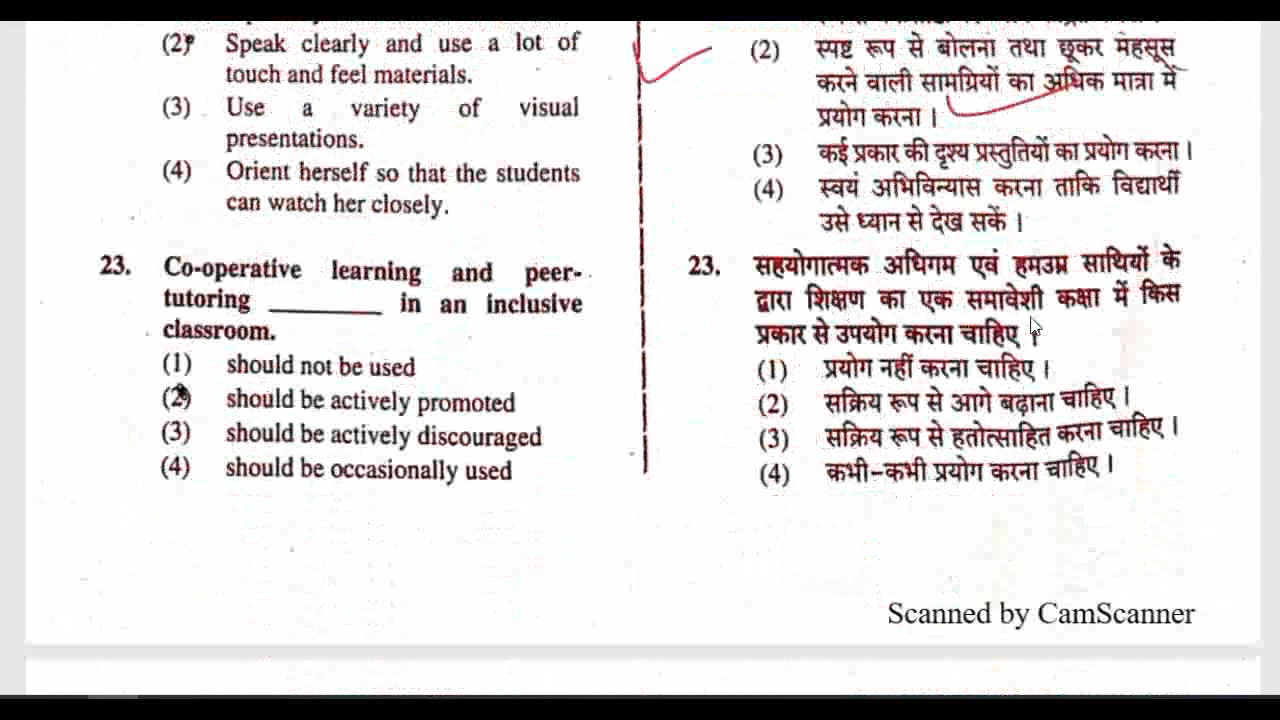 (2) Speak clearly and use a lot of
touch and feel materials.
(3) Use a variety of visual
presentations.
(4) Orient herself so that the students
can watch her closely.
23. Co-operative learning and peer-
tutoring ________ in an inclusive
classroom.
(1) should not be used
(2) should be actively promoted
(3) should be actively discouraged
(4) should be occasionally used
(2) स्पष्ट रूप से बोलना तथा छूकर महसूस
करने वाली सामग्रियों का अधिक मात्रा में
प्रयोग करना ।
(3) कई प्रकार की दृश्य प्रस्तुतियों का प्रयोग करना ।
(4) स्वयं अभिविन्यास करना ताकि विद्यार्थी
उसे ध्यान से देख सकें ।
23. सहयोगात्मक अधिगम एवं हमउम्र साथियों के
द्वारा शिक्षण का एक समावेशी कक्षा में किस
प्रकार से उपयोग करना चाहिए ।
(1) प्रयोग नहीं करना चाहिए ।
(2) सक्रिय रूप से आगे बढ़ाना चाहिए ।
(3) सक्रिय रूप से हतोत्साहित करना चाहिए ।
(4) कभी-कभी प्रयोग करना चाहिए ।
Scanned by CamScanner